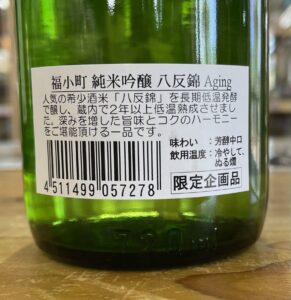 福小町 純米吟醸 八反錦 Aging
人気の希少酒米「八反錦」を長期低温発酵
で醸し、蔵内で2年以上低温熟成させまし
た。深みを増した旨味とコクのハーモニー
をご堪能頂ける一品です。
味わい : 芳醇中口
飲用温度 : 冷やして、
ぬる燗
4 511499 057278
限定企画品